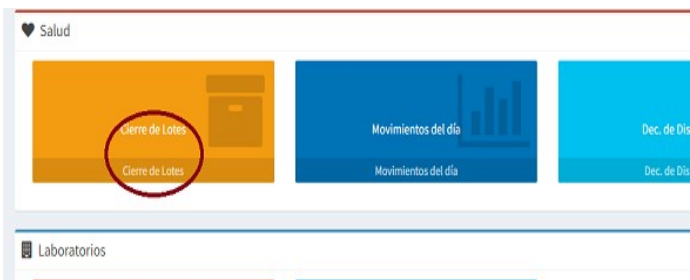 Salud
Cierre de Lotes
Movimientos del día
Dec. de Dis
Cierre de Lotes
Movimientos del día
Dec. de Dis
Laboratorios